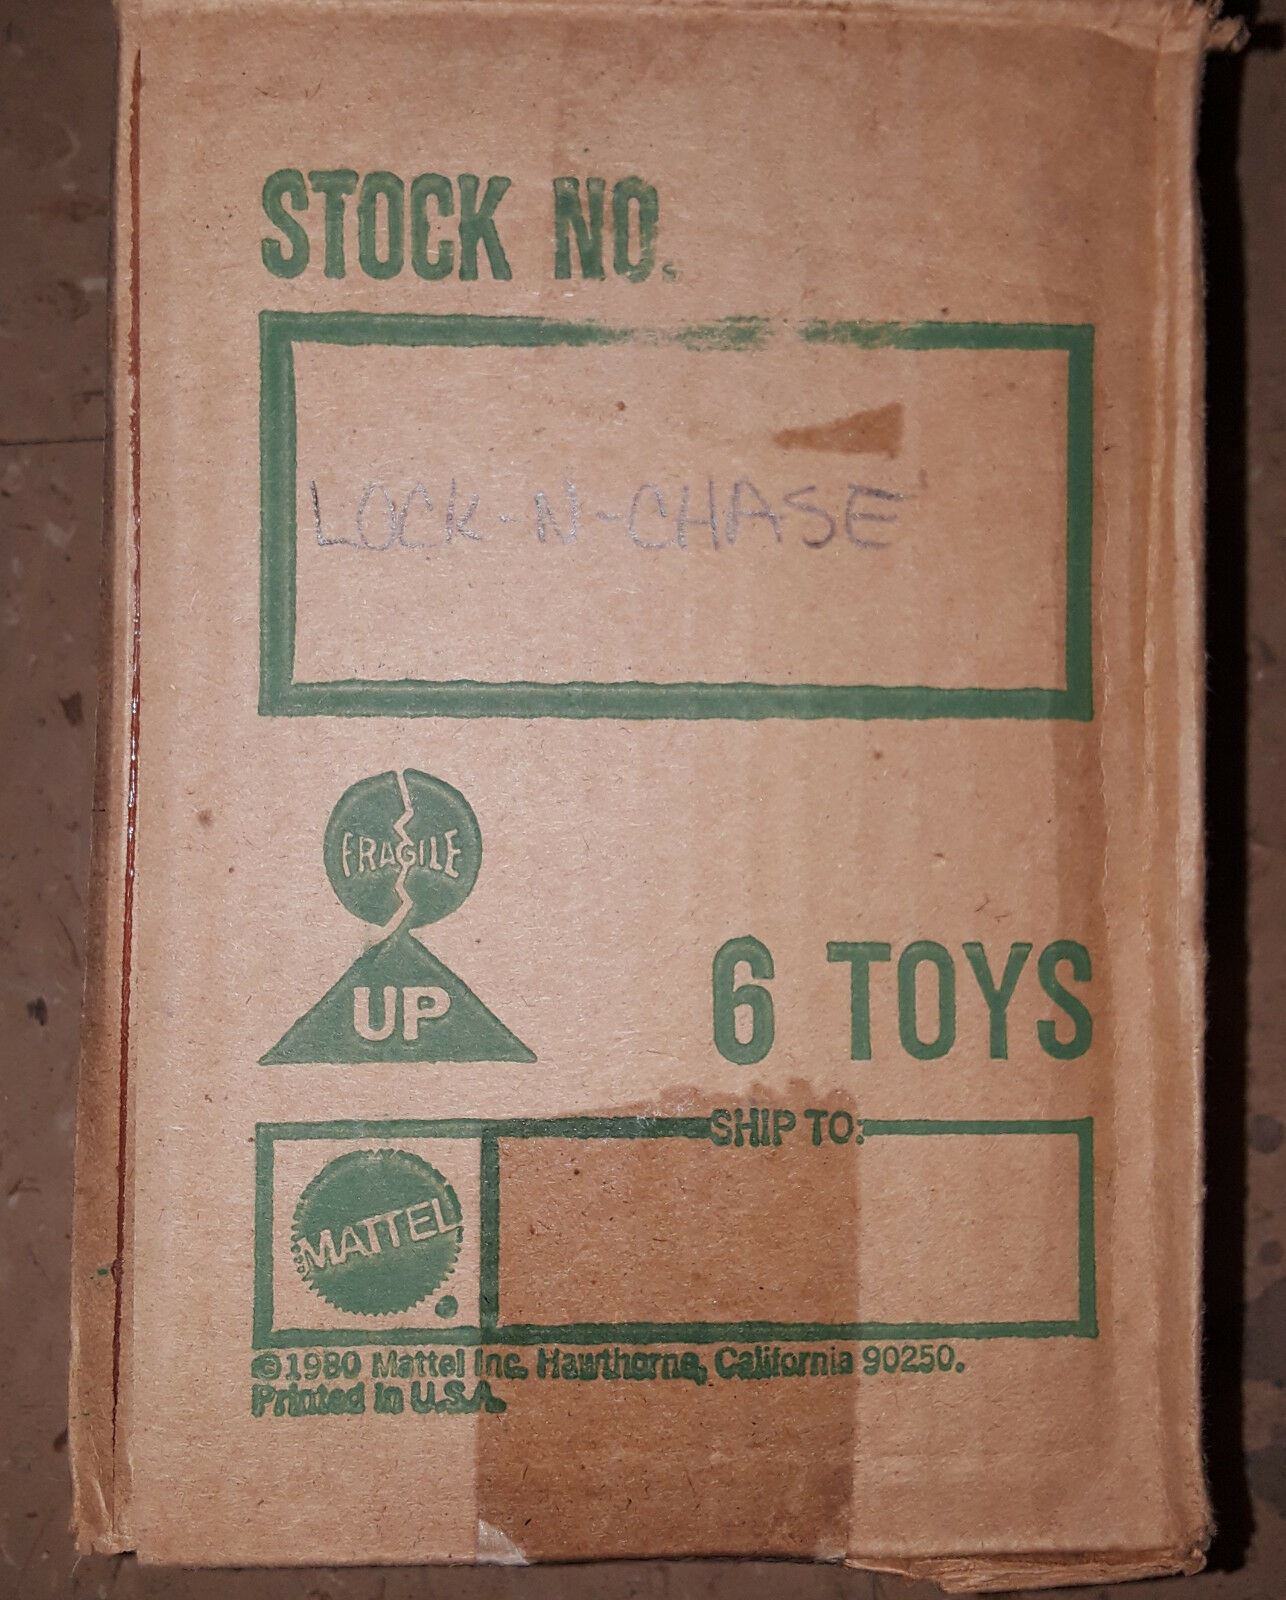 STOCK NO.
LOCK-N-CHASE
FRAGILE
UP
6 TOYS
SHIP TO:
MATTEL
©1980 Mattel Inc. Hawthorne, California 90250.
Printed in U.S.A.